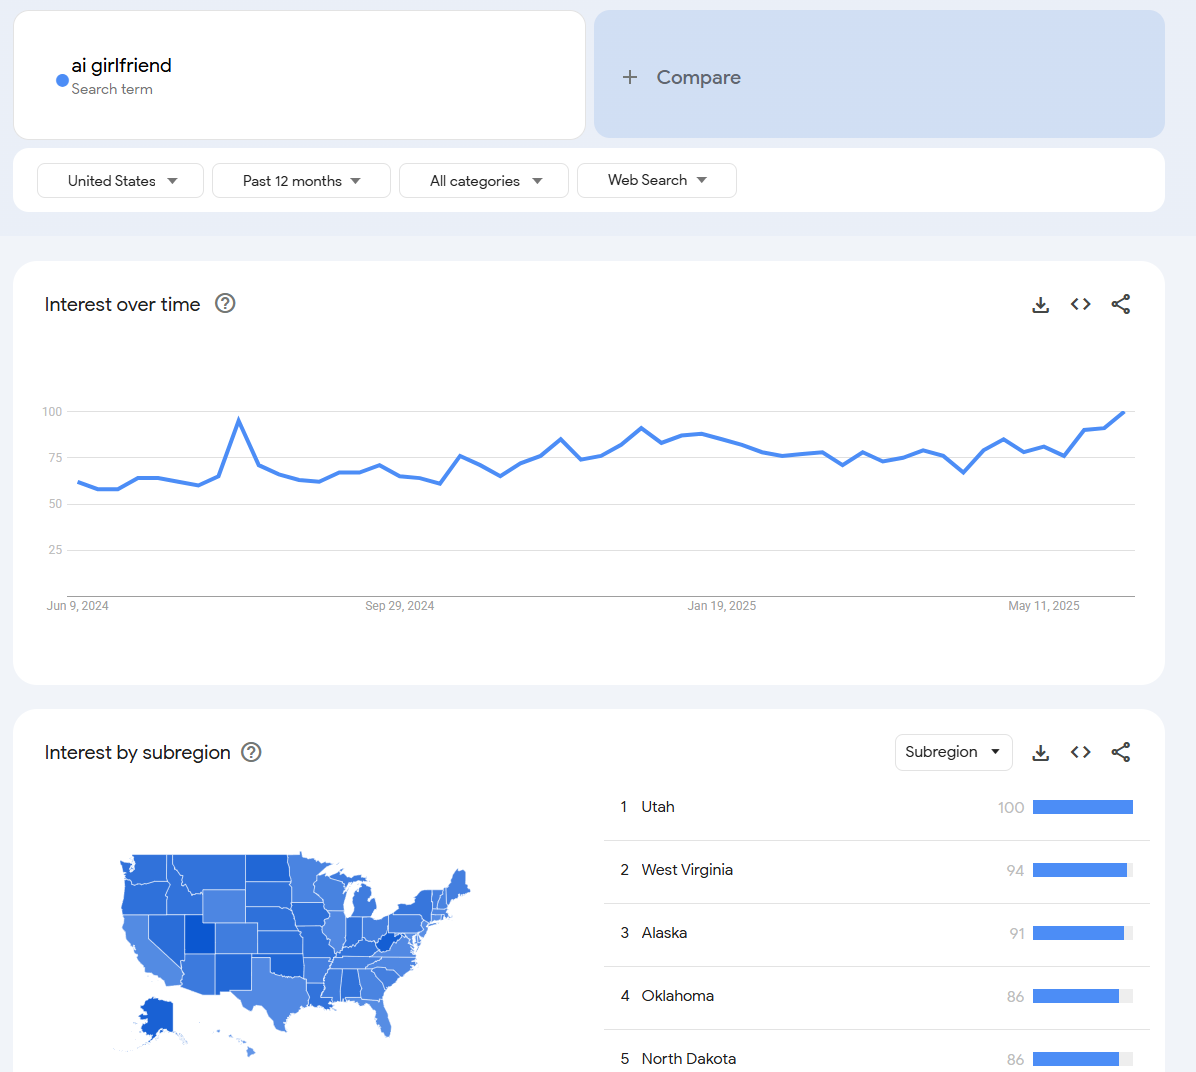 ai girlfriend
Search term
+ Compare
United States
Past 12 months
All categories
Web Search
Interest over time
100
75
50
25
Jun 9, 2024
Sep 29, 2024
Jan 19, 2025
May 11, 2025
Interest by subregion
Subregion
1 Utah 100
2 West Virginia 94
3 Alaska 91
4 Oklahoma 86
5 North Dakota 86